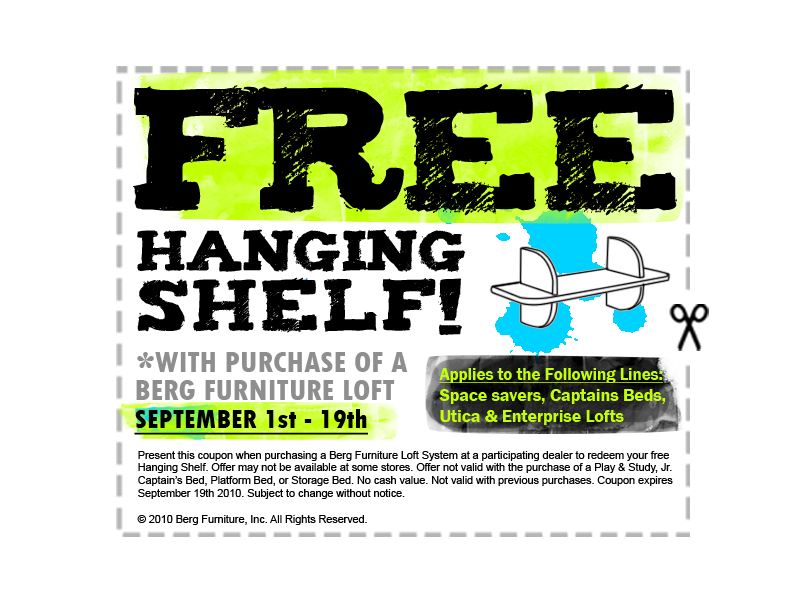 FREE
HANGING
SHELF!
*WITH PURCHASE OF A
BERG FURNITURE LOFT
SEPTEMBER 1st - 19th
Applies to the Following Lines:
Space savers, Captains Beds,
Utica & Enterprise Lofts
Present this coupon when purchasing a Berg Furniture Loft System at a participating dealer to redeem your free
Hanging Shelf. Offer may not be available at some stores. Offer not valid with the purchase of a Play & Study, Jr.
Captain's Bed, Platform Bed, or Storage Bed. No cash value. Not valid with previous purchases. Coupon expires
September 19th 2010. Subject to change without notice.
© 2010 Berg Furniture, Inc. All Rights Reserved.